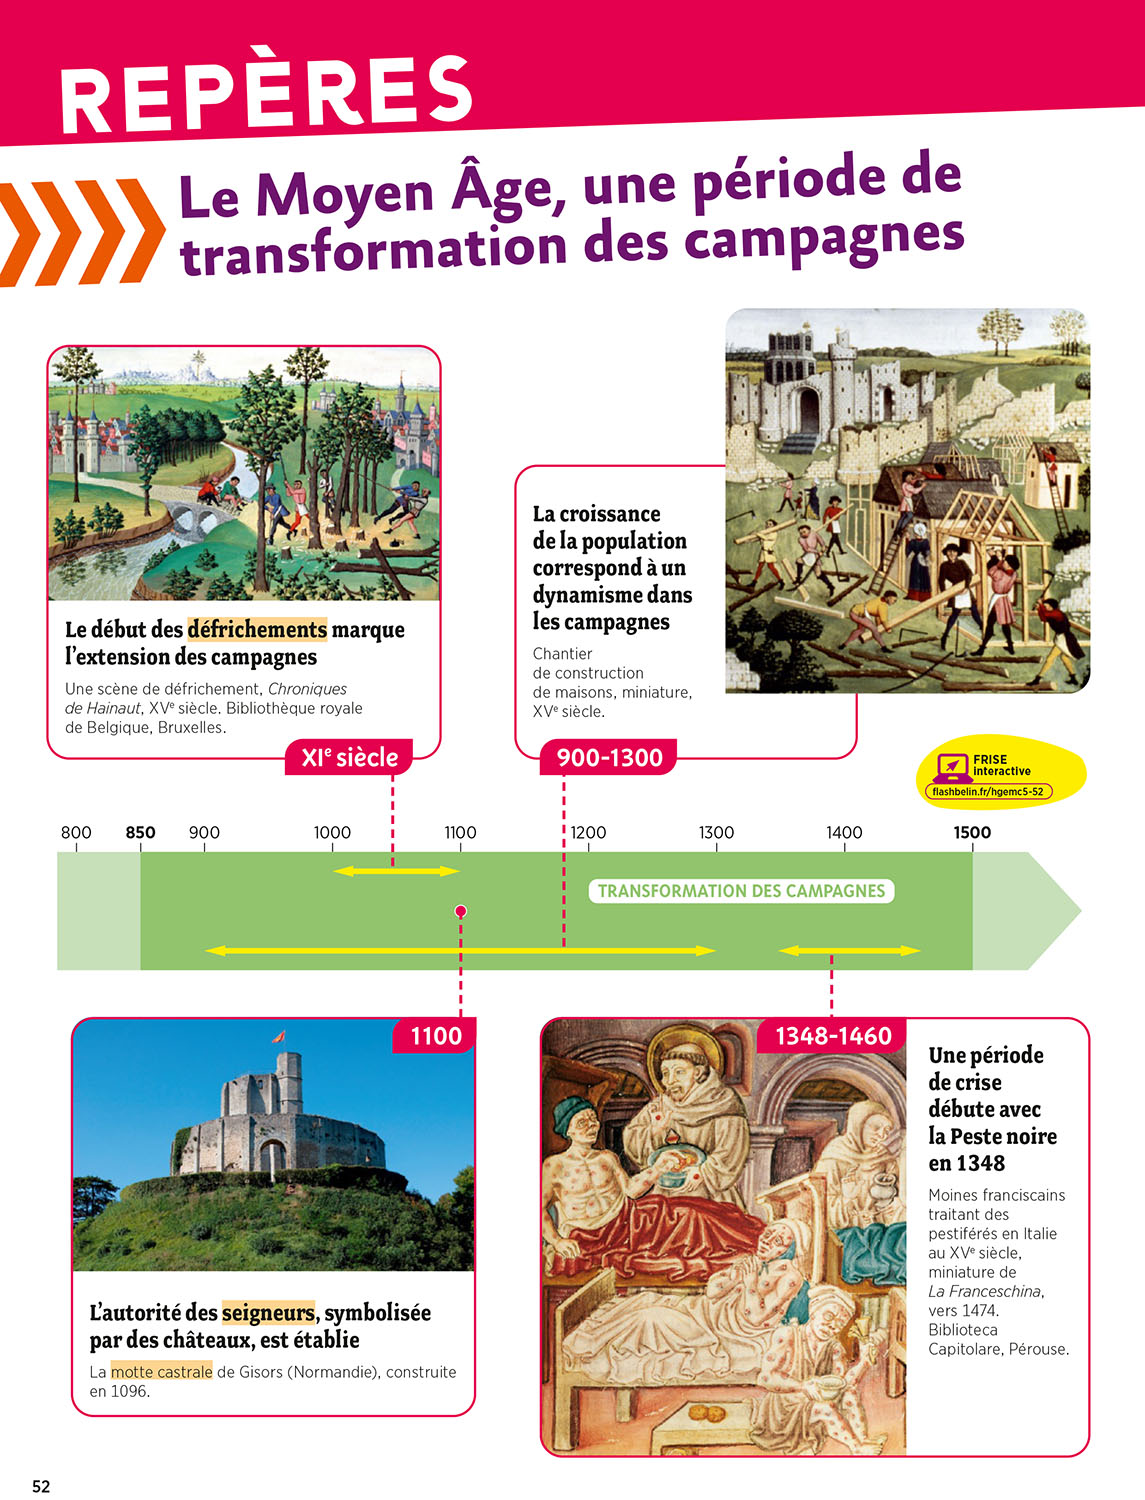 REPÈRES
Le Moyen Âge, une période de
transformation des campagnes
Le début des défrichements marque
l’extension des campagnes
Une scène de défrichement, Chroniques
de Hainaut, XVe siècle. Bibliothèque royale
de Belgique, Bruxelles.
XIe siècle
La croissance
de la population
correspond à un
dynamisme dans
les campagnes
Chantier
de construction
de maisons, miniature,
XVe siècle.
900-1300
FRISE
interactive
flashbelin.fr/hgemc5-52
800 850 900 1000 1100 1200 1300 1400 1500
TRANSFORMATION DES CAMPAGNES
1100
L’autorité des seigneurs, symbolisée
par des châteaux, est établie
La motte castrale de Gisors (Normandie), construite
en 1096.
1348-1460
Une période
de crise
débute avec
la Peste noire
en 1348
Moines franciscains
traitant des
pestiférés en Italie
au XVe siècle,
miniature de
La Franceschina,
vers 1474.
Biblioteca
Capitolare, Pérouse.
52